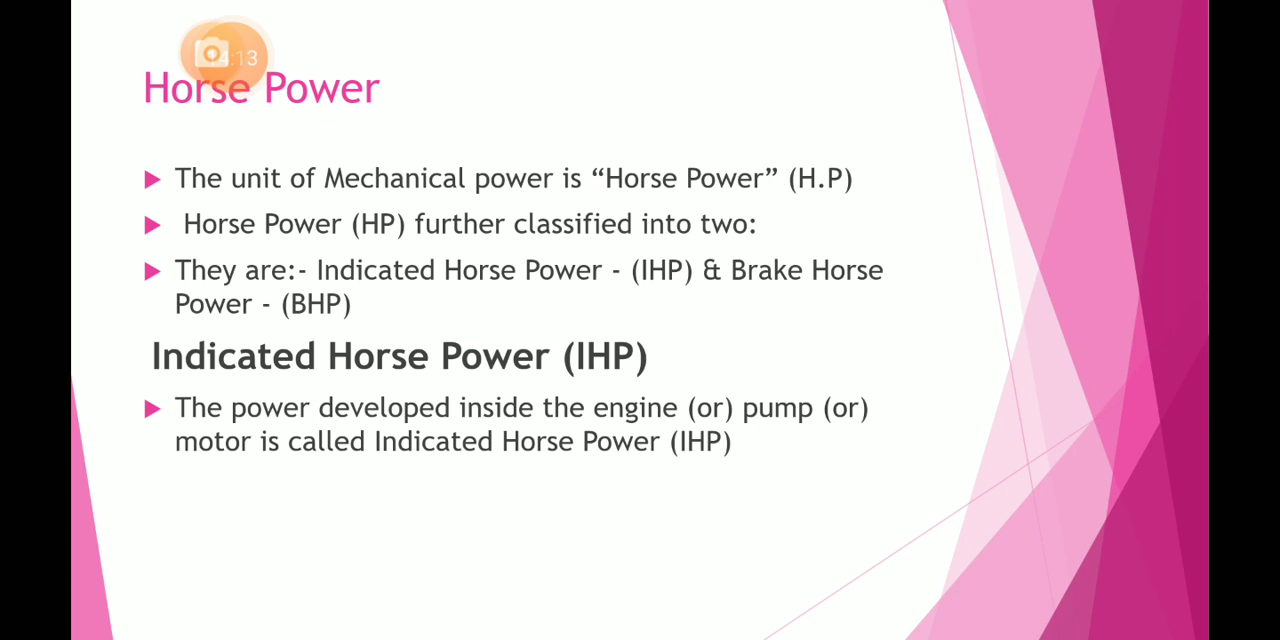 14:13
Horse Power
The unit of Mechanical power is “Horse Power” (H.P)
Horse Power (HP) further classified into two:
They are:- Indicated Horse Power - (IHP) & Brake Horse
Power - (BHP)
Indicated Horse Power (IHP)
The power developed inside the engine (or) pump (or)
motor is called Indicated Horse Power (IHP)